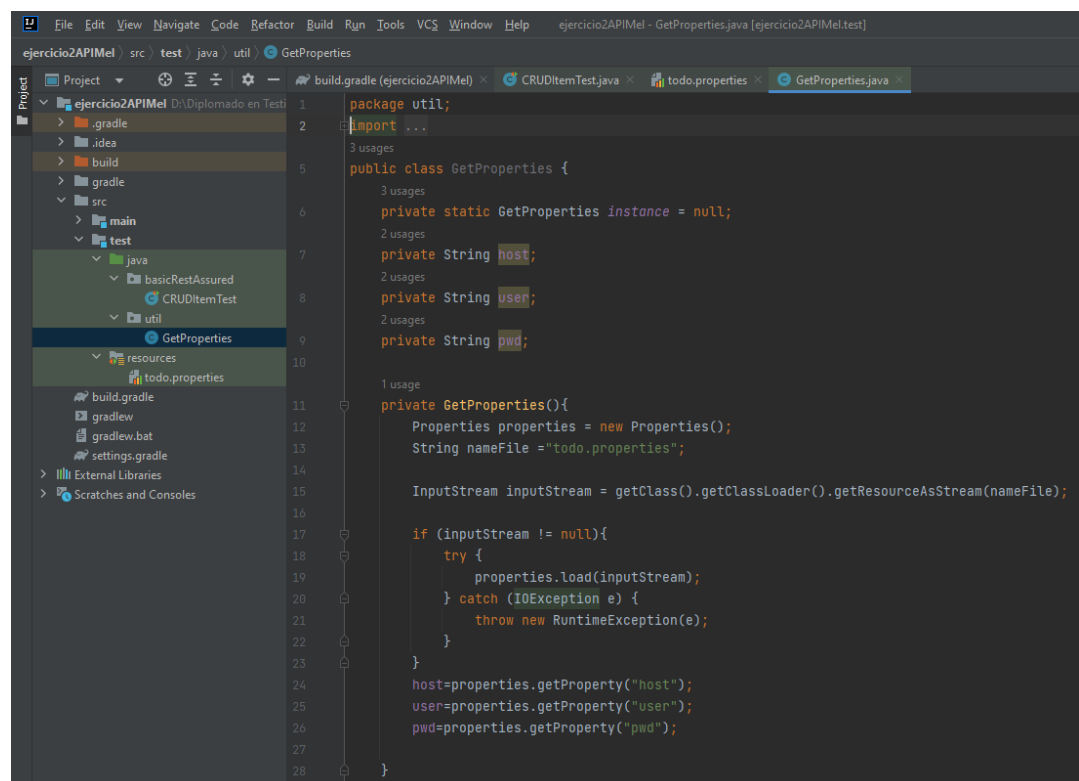 File Edit View Navigate Code Refactor Build Run Tools VCS Window Help ejercicio2APIMel - GetProperties.java [ejercicio2APIMel.test]
ejercicio2APIMel src test java util GetProperties
Project
Project
build.gradle (ejercicio2APIMel) CRUDItemTest.java todo.properties GetProperties.java
ejercicio2APIMel D:\Diplomado en Testi
.gradle
.idea
build
gradle
src
main
test
java
basicRestAssured
CRUDItemTest
util
GetProperties
resources
todo.properties
build.gradle
gradlew
gradlew.bat
settings.gradle
External Libraries
Scratches and Consoles
1 package util;
2 import ...
3 usages
5 public class GetProperties {
3 usages
6 private static GetProperties instance = null;
2 usages
7 private String host;
2 usages
8 private String user;
2 usages
9 private String pwd;
10
1 usage
11 private GetProperties(){
12 Properties properties = new Properties();
13 String nameFile ="todo.properties";
14
15 InputStream inputStream = getClass().getClassLoader().getResourceAsStream(nameFile);
16
17 if (inputStream != null){
18 try {
19 properties.load(inputStream);
20 } catch (IOException e) {
21 throw new RuntimeException(e);
22 }
23 }
24 host=properties.getProperty("host");
25 user=properties.getProperty("user");
26 pwd=properties.getProperty("pwd");
27
28 }